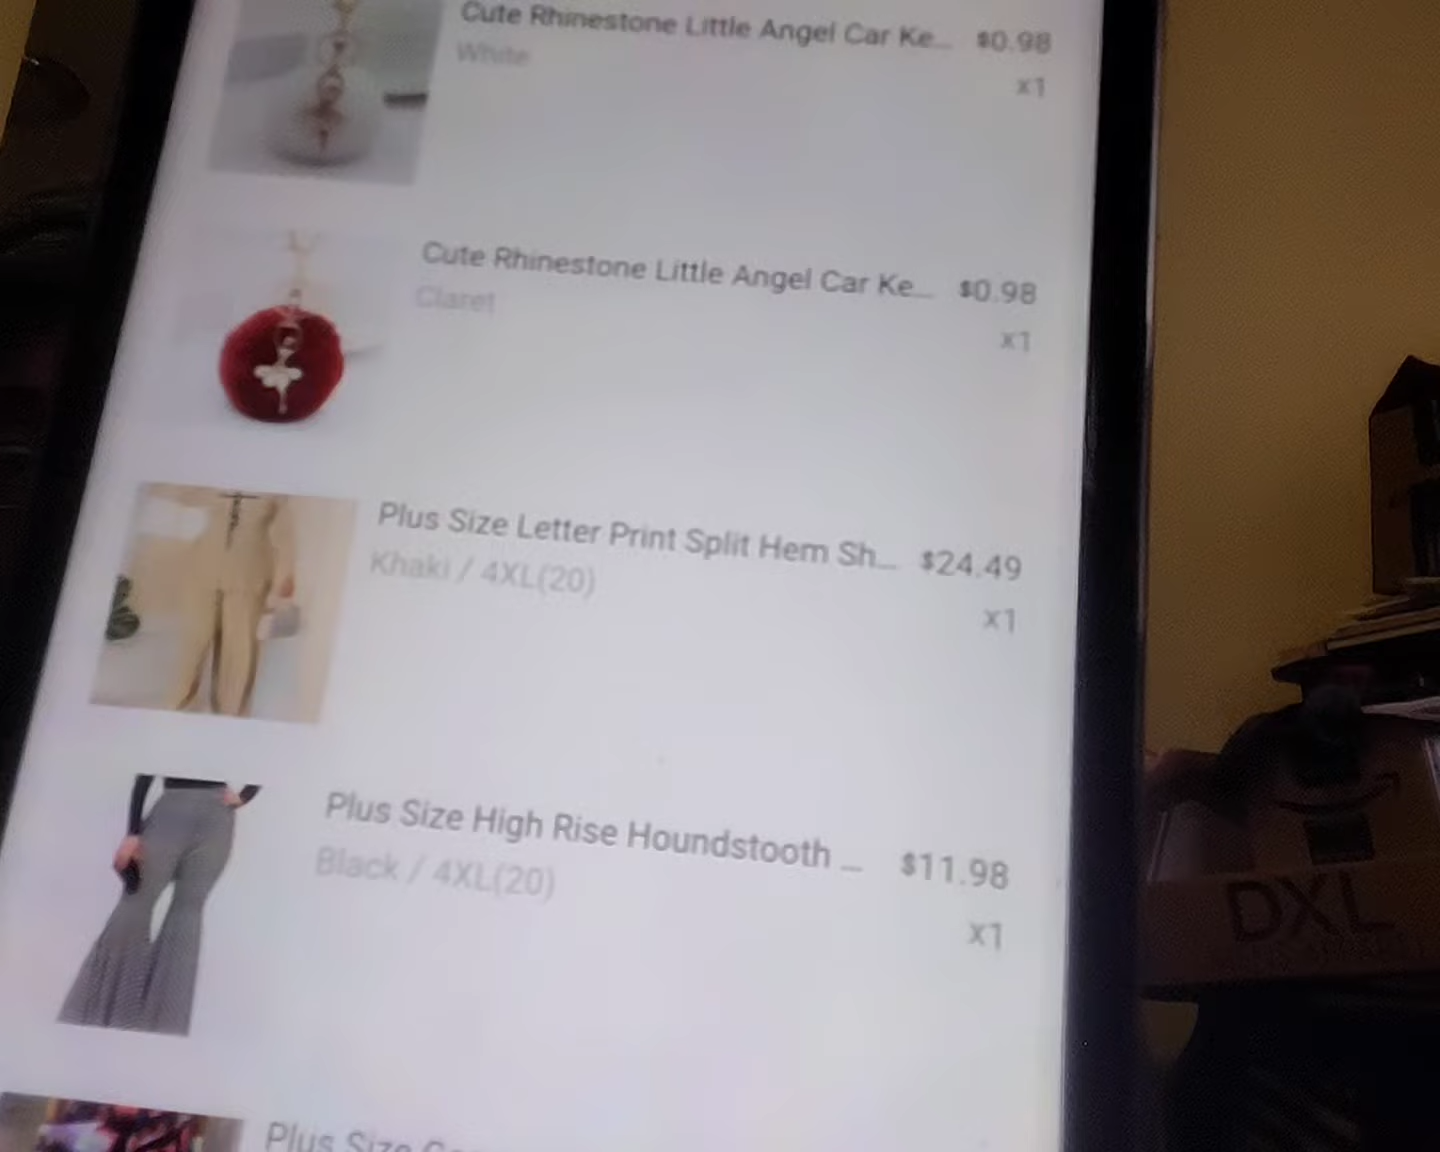 Cute Rhinestone Little Angel Car Ke... $0.98
White
x1
Cute Rhinestone Little Angel Car Ke... $0.98
Claret
x1
Plus Size Letter Print Split Hem Sh... $24.49
Khaki / 4XL(20)
x1
Plus Size High Rise Houndstooth ... $11.98
Black / 4XL(20)
x1
Plus Size
DXL